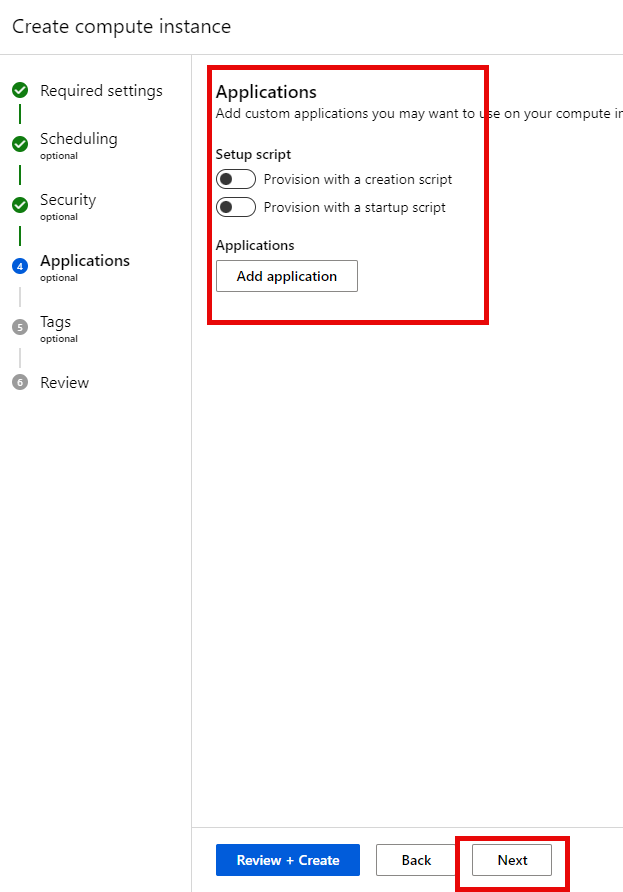 Create compute instance
Required settings
Scheduling
optional
Security
optional
4
Applications
optional
5
Tags
optional
6
Review
Applications
Add custom applications you may want to use on your compute in
Setup script
Provision with a creation script
Provision with a startup script
Applications
Add application
Review + Create
Back
Next